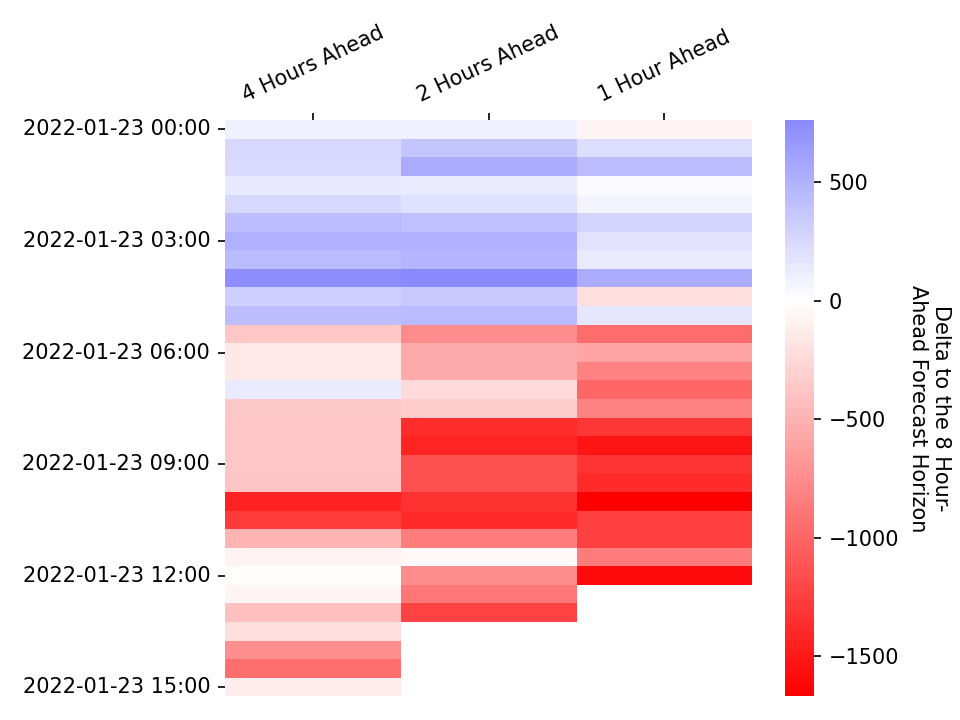 4 Hours Ahead
2 Hours Ahead
1 Hour Ahead
2022-01-23 00:00
2022-01-23 03:00
2022-01-23 06:00
2022-01-23 09:00
2022-01-23 12:00
2022-01-23 15:00
500
0
−500
−1000
−1500
Delta to the 8 Hour-
Ahead Forecast Horizon